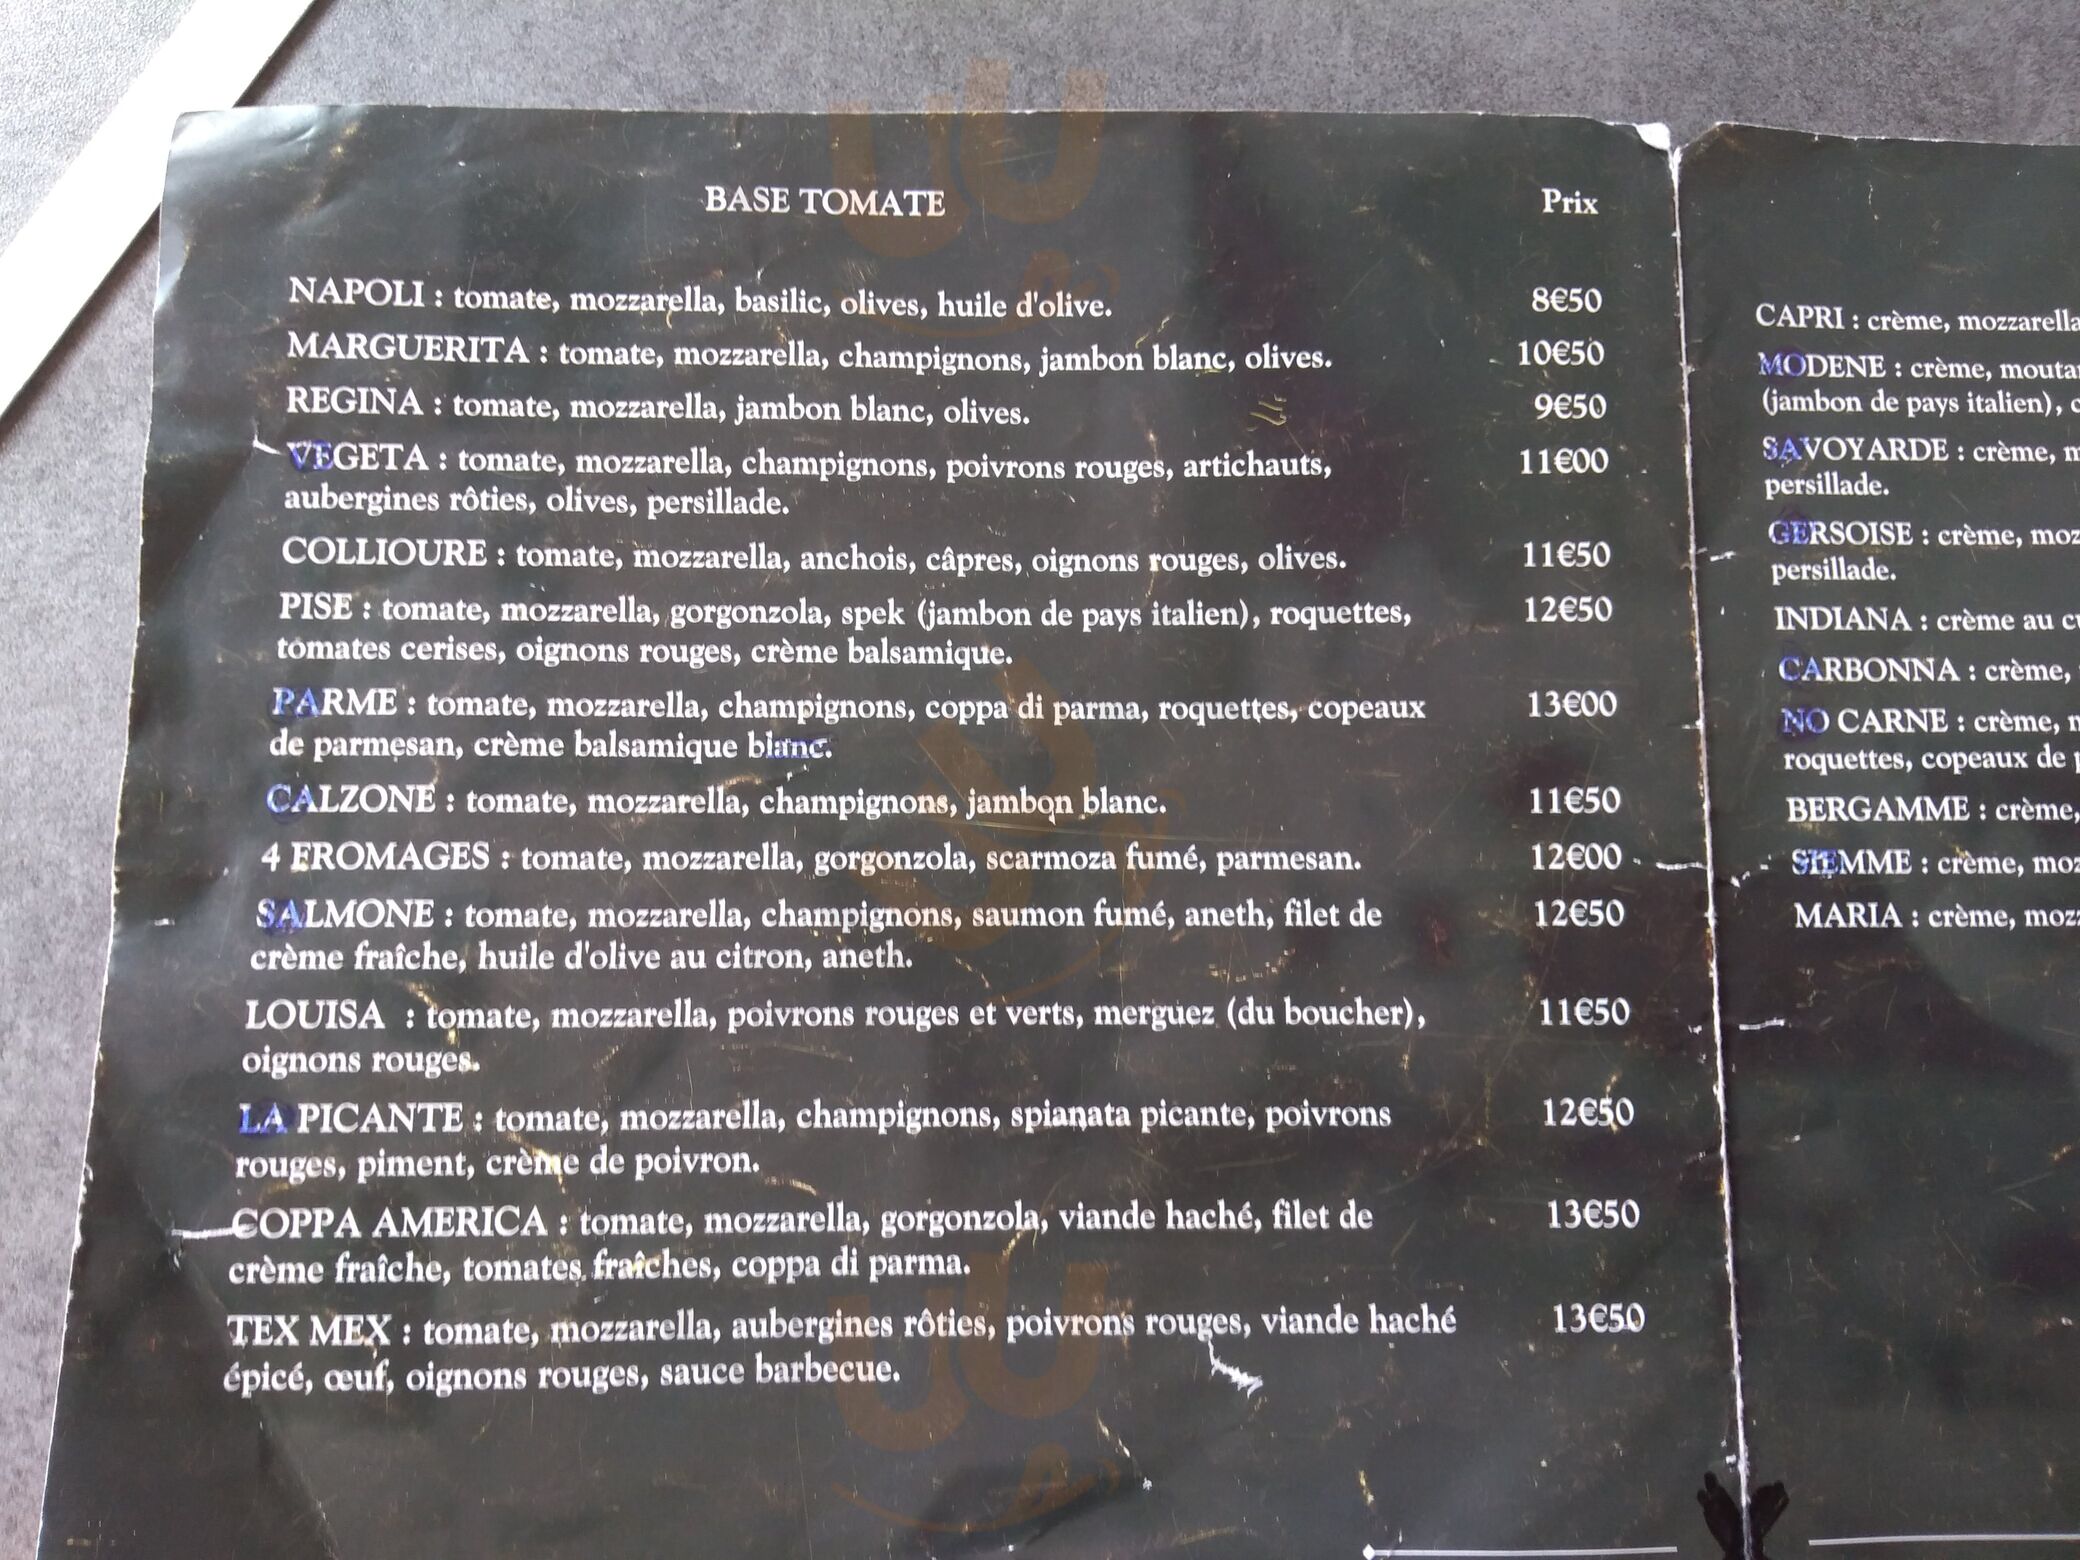 BASE TOMATE Prix
NAPOLI : tomate, mozzarella, basilic, olives, huile d'olive. 8€50
MARGUERITA : tomate, mozzarella, champignons, jambon blanc, olives. 10€50
REGINA : tomate, mozzarella, jambon blanc, olives. 9€50
VEGETA : tomate, mozzarella, champignons, poivrons rouges, artichauts, 11€00
aubergines rôties, olives, persillade.
COLLIOURE : tomate, mozzarella, anchois, câpres, oignons rouges, olives. 11€50
PISE : tomate, mozzarella, gorgonzola, spek (jambon de pays italien), roquettes, 12€50
tomates cerises, oignons rouges, crème balsamique.
PARME : tomate, mozzarella, champignons, coppa di parma, roquettes, copeaux 13€00
de parmesan, crème balsamique blanc.
CALZONE : tomate, mozzarella, champignons, jambon blanc. 11€50
4 FROMAGES : tomate, mozzarella, gorgonzola, scarmoza fumé, parmesan. 12€00
SALMONE : tomate, mozzarella, champignons, saumon fumé, aneth, filet de 12€50
crème fraîche, huile d'olive au citron, aneth.
LOUISA : tomate, mozzarella, poivrons rouges et verts, merguez (du boucher), 11€50
oignons rouges.
LA PICANTE : tomate, mozzarella, champignons, spianata picante, poivrons 12€50
rouges, piment, crème de poivron.
COPPA AMERICA : tomate, mozzarella, gorgonzola, viande haché, filet de 13€50
crème fraîche, tomates fraîches, coppa di parma.
TEX MEX : tomate, mozzarella, aubergines rôties, poivrons rouges, viande haché 13€50
épicé, œuf, oignons rouges, sauce barbecue.
CAPRI : crème, mozzarella
MODENE : crème,
(jambon de pays italien),
SAVOYARDE : crème,
persillade.
GERSOISE : crème,
persillade.
INDIANA : crème au
CARBONNA : crème,
NO CARNE : crème,
roquettes, copeaux de
BERGAMME : crème,
SIEMME : crème,
MARIA : crème,